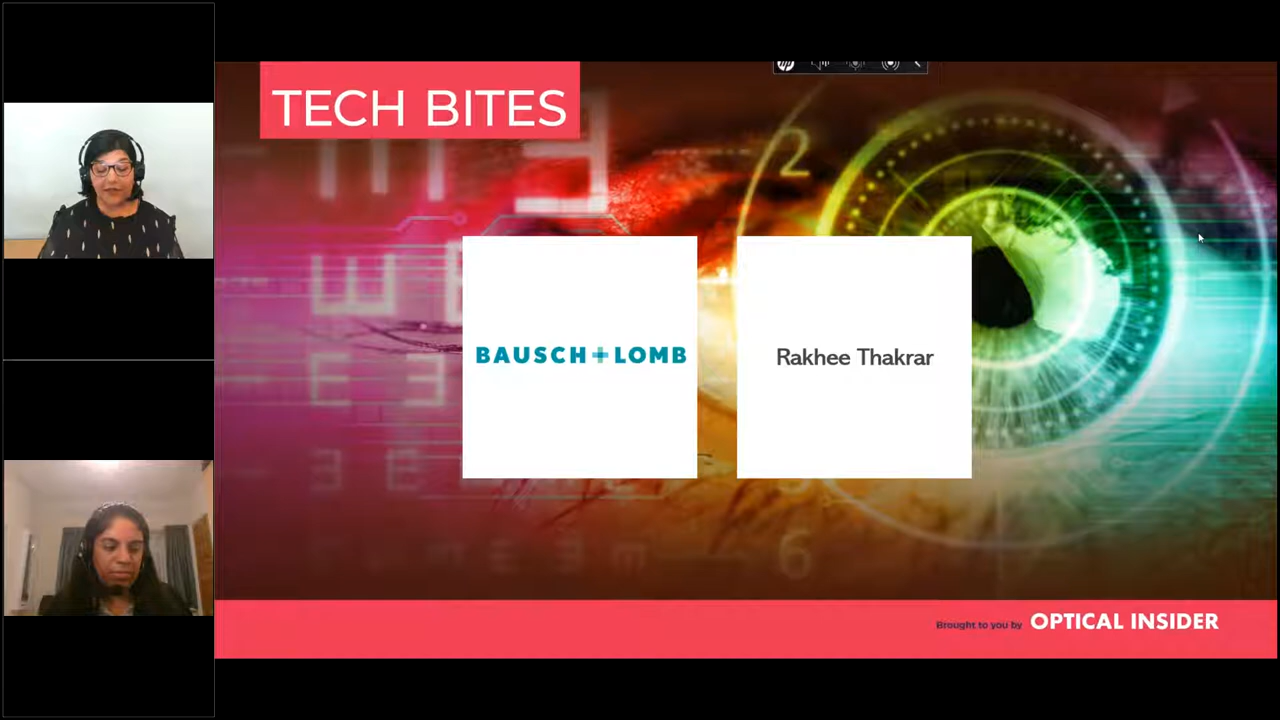 TECH BITES
BAUSCH + LOMB
Rakhee Thakrar
Brought to you by OPTICAL INSIDER